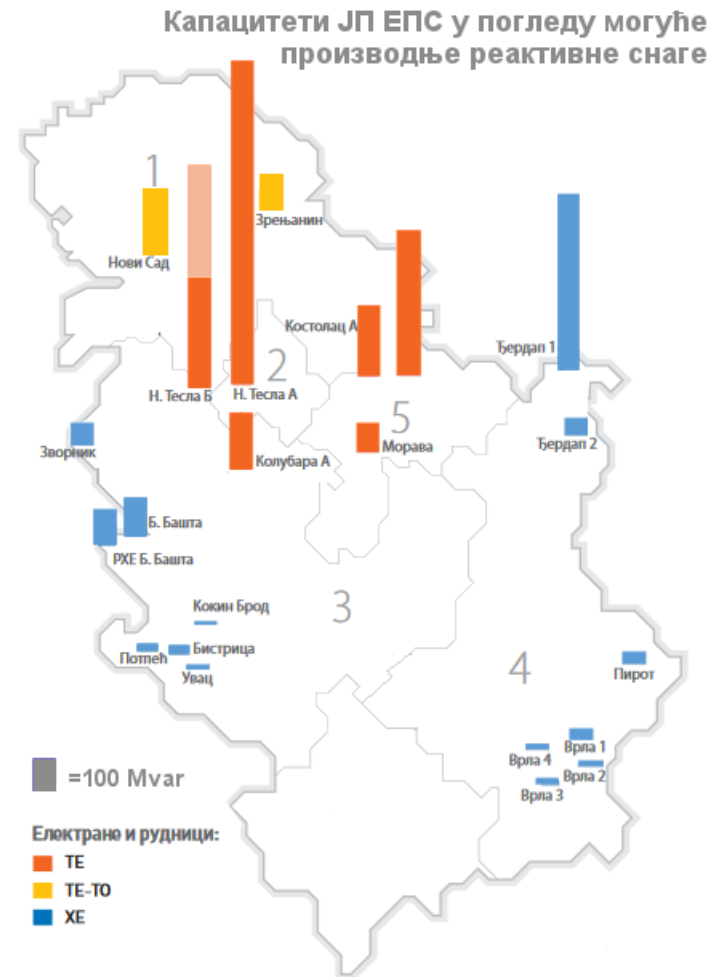 Капацитети ЈП ЕПС у погледу могуће
производње реактивне снаге
1
Зрењанин
Нови Сад
Костолац А
Ђердап 1
2
Н. Тесла Б
Н. Тесла А
5
Морава
Ђердап 2
Зворник
Колубара А
Б. Башта
РХЕ Б. Башта
Кокин Брод
3
Потпећ
Бистрица
Увац
4
Пирот
Врла 4
Врла 1
Врла 2
Врла 3
=100 Mvar
Електране и рудници:
ТЕ
ТЕ-ТО
ХЕ